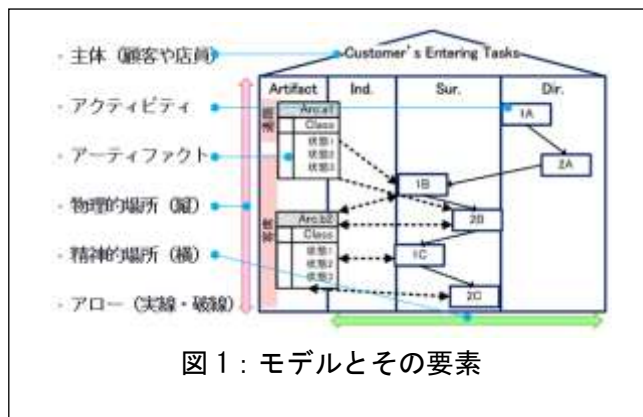 ・主体（顧客や店員）
・アクティビティ
・アーティファクト
・物理的場所（縦）
・精神的場所（横）
・アロー（実線・破線）
Customer's Entering Tasks
Artifact Ind. Sur. Dir.
Class
状態1
状態2
状態3
Arc.b2
Class
状態1
状態2
状態3
1A
2A
1B
2B
1C
2C
図1：モデルとその要素